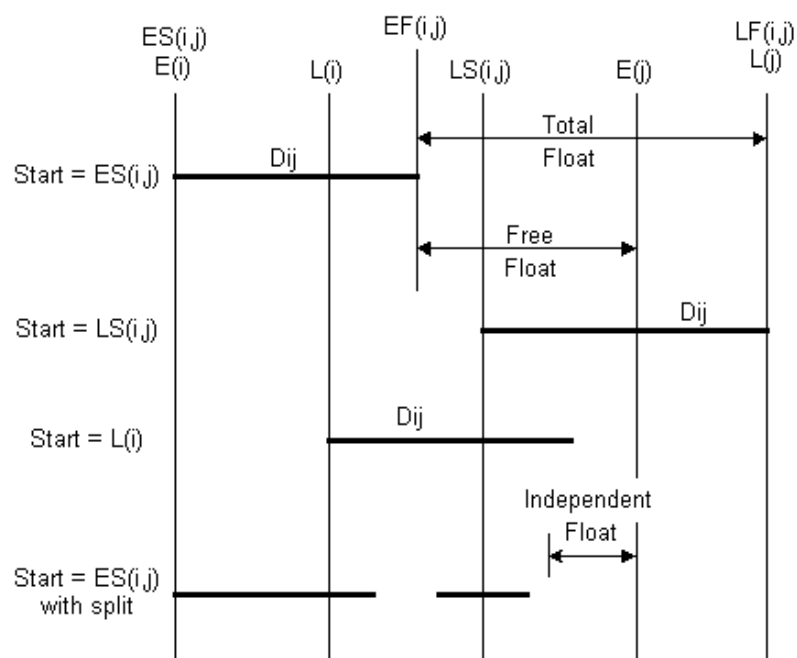 ES(i,j)
E(i)
L(i)
EF(i,j)
LS(i,j)
E(j)
LF(i,j)
L(j)
Total
Float
Start = ES(i,j)
Dij
Free
Float
Start = LS(i,j)
Dij
Start = L(i)
Dij
Independent
Float
Start = ES(i,j)
with split